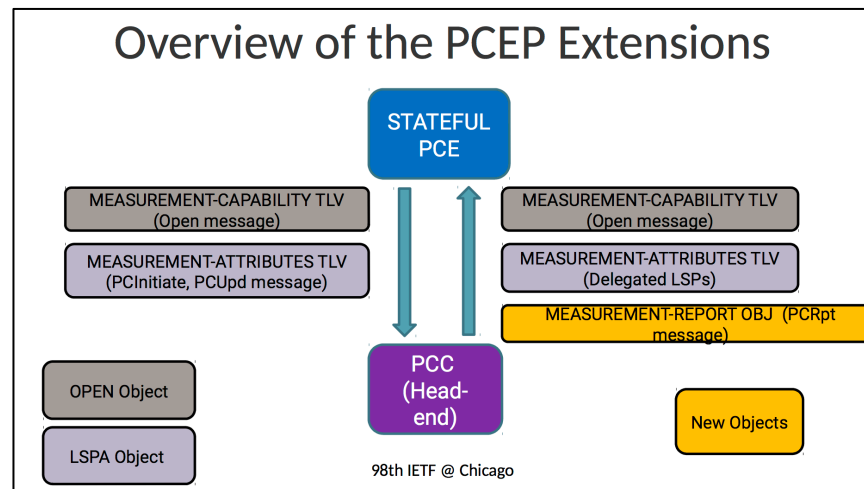 Overview of the PCEP Extensions
STATEFUL
PCE
MEASUREMENT-CAPABILITY TLV
(Open message)
MEASUREMENT-ATTRIBUTES TLV
(PCInitiate, PCUpd message)
MEASUREMENT-CAPABILITY TLV
(Open message)
MEASUREMENT-ATTRIBUTES TLV
(Delegated LSPs)
MEASUREMENT-REPORT OBJ (PCRpt
message)
PCC
(Head-
end)
OPEN Object
LSPA Object
New Objects
98th IETF @ Chicago